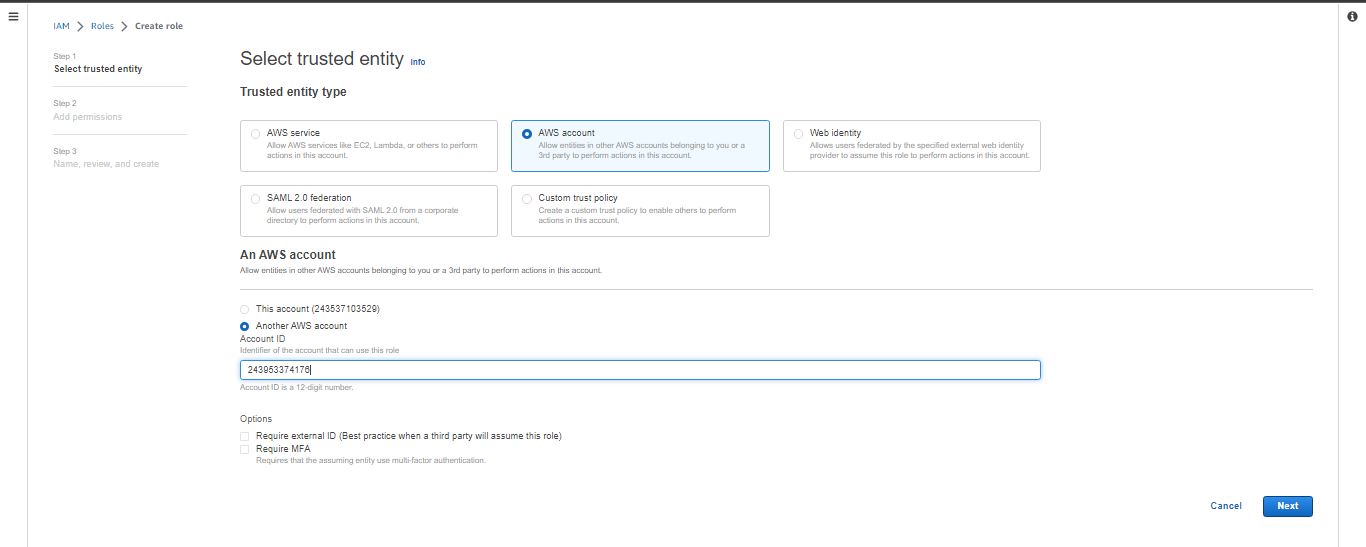 IAM > Roles > Create role
Step 1
Select trusted entity
Step 2
Add permissions
Step 3
Name, review, and create
Select trusted entity Info
Trusted entity type
AWS service
Allow AWS services like EC2, Lambda, or others to perform
actions in this account.
AWS account
Allow entities in other AWS accounts belonging to you or a
3rd party to perform actions in this account.
Web identity
Allows users federated by the specified external web identity
provider to assume this role to perform actions in this account.
SAML 2.0 federation
Allow users federated with SAML 2.0 from a corporate
directory to perform actions in this account.
Custom trust policy
Create a custom trust policy to enable others to perform
actions in this account.
An AWS account
Allow entities in other AWS accounts belonging to you or a 3rd party to perform actions in this account.
This account (243537103529)
Another AWS account
Account ID
Identifier of the account that can use this role
243953374176
Account ID is a 12-digit number.
Options
Require external ID (Best practice when a third party will assume this role)
Require MFA
Requires that the assuming entity use multi-factor authentication.
Cancel
Next